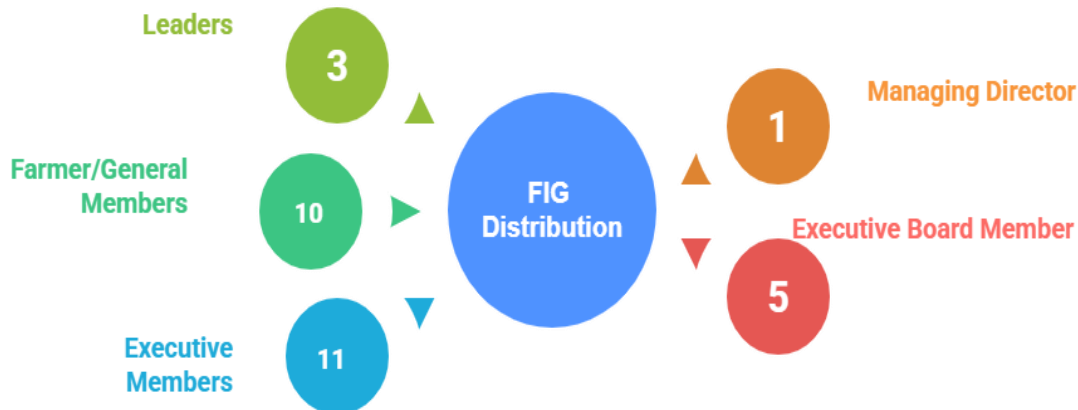 Leaders
3
Farmer/General
Members
10
Executive
Members
11
FIG
Distribution
Managing Director
1
Executive Board Member
5